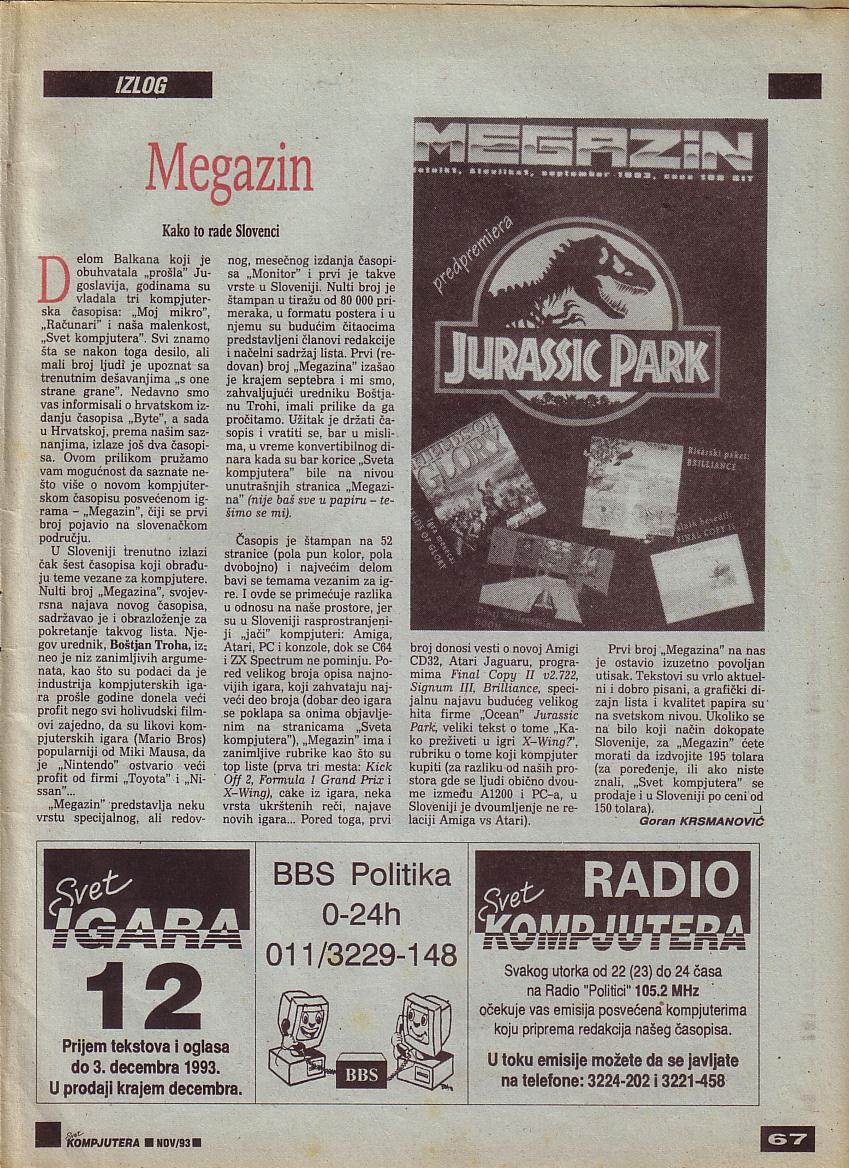 IZLOG
Megazin
Kako to rade Slovenci
Delom Balkana koji je
obuhvatala „prošla” Ju-
goslavija, godinama su
vladala tri kompjuter-
ska časopisa: „Moj mikro”,
„Računari” i naša malenkost,
„Svet kompjutera”. Svi znamo
šta se nakon toga desilo, ali
mali broj ljudi je upoznat sa
trenutnim dešavanjima „s one
strane grane”. Nedavno smo
vas informisali o hrvatskom iz-
danju časopisa „Byte”, a sada
u Hrvatskoj, prema našim saz-
nanjima, izlaze još dva časopi-
sa. Ovom prilikom pružamo
vam mogućnost da saznate ne-
što više o novom kompjuter-
skom časopisu posvećenom ig-
rama – „Megazin”, čiji se prvi
broj pojavio na slovenačkom
području.
U Sloveniji trenutno izlazi
čak šest časopisa koji obrađu-
ju teme vezane za kompjutere.
Nulti broj „Megazina”, svojev-
rsna najava novog časopisa,
sadržavao je i obrazloženje za
pokretanje takvog lista. Nje-
gov urednik, Boštjan Troha, iz-
neo je niz zanimljivih argume-
nata, kao što su podaci da je
industrija kompjuterskih iga-
ra prošle godine donela veći
profit nego svi holivudski film-
ovi zajedno, da su likovi kom-
pjuterskih igara (Mario Bros)
popularniji od Miki Mausa, da
je „Nintendo” ostvario veći
profit od firmi „Toyota” i „Ni-
ssan”...
„Megazin” predstavlja neku
vrstu specijalnog, ali redov-
nog, mesečnog izdanja časopi-
sa „Monitor” i prvi je takve
vrste u Sloveniji. Nulti broj je
štampan u tiražu od 80 000 pri-
meraka, u formatu postera i u
njemu su budućim čitaocima
predstavljeni članovi redakcije
i načelni sadržaj lista. Prvi (re-
dovan) broj „Megazina” izašao
je krajem septebra i mi smo,
zahvaljujući uredniku Boštja-
nu Trohi, imali prilike da ga
pročitamo. Užitak je držati ča-
sopis i vratiti se, bar u misli-
ma, u vreme konvertibilnog di-
nara kada su bar korice „Sveta
kompjutera” bile na nivou
unutrašnjih stranica „Megazi-
na” (nije baš sve u papiru – te-
šimo se mi).
Časopis je štampan na 52
stranice (pola pun kolor, pola
dvobojno) i najvećim delom
bavi se temama vezanim za ig-
re. I ovde se primećuje razlika
u odnosu na naše prostore, jer
su u Sloveniji rasprostranjeni-
ji „jači” kompjuteri: Amiga,
Atari, PC i konzole, dok se C64
i ZX Spectrum ne pominju. Po-
red velikog broja opisa najno-
vijih igara, koji zahvataju naj-
veći deo broja (dobar deo igara
se poklapa sa onima objavlje-
nim na stranicama „Sveta
kompjutera”), „Megazin” ima i
zanimljive rubrike kao što su
top liste (prva tri mesta: Kick
Off 2, Formula 1 Grand Prix i
X–Wing), cake iz igara, neka
vrsta ukrštenih reči, najave
novih igara... Pored toga, prvi
MEGAZIN
september 1993, cena 195 SIT
predpremiera
JURASSIC PARK
FIELDS OF GLORY
Igra meseca:
FIELDS OF GLORY
Risarski paket:
BRILLIANCE
FINAL COPY II
DOOM
broj donosi vesti o novoj Amigi
CD32, Atari Jaguaru, progra-
mima Final Copy II v2.722,
Signum III, Brilliance, speci-
jalnu najavu budućeg velikog
hita firme „Ocean” Jurassic
Park, veliki tekst o tome „Ka-
ko preživeti u igri X–Wing?”,
rubriku o tome koji kompjuter
kupiti (za razliku od naših pro-
stora gde se ljudi obično dvou-
me između A1200 i PC-a, u
Sloveniji je dvoumljenje ne re-
laciji Amiga vs Atari).
Prvi broj „Megazina” na nas
je ostavio izuzetno povoljan
utisak. Tekstovi su vrlo aktuel-
ni i dobro pisani, a grafički di-
zajn lista i kvalitet papira su
na svetskom nivou. Ukoliko se
na bilo koji način dokopate
Slovenije, za „Megazin” ćete
morati da izdvojite 195 tolara
(za poređenje, ili ako niste
znali, „Svet kompjutera” se
prodaje i u Sloveniji po ceni od
150 tolara).
Goran KRSMANOVIĆ
Svet
IGARA
12
Prijem tekstova i oglasa
do 3. decembra 1993.
U prodaji krajem decembra.
BBS Politika
0-24h
011/3229-148
BBS
RADIO
Svet
KOMPJUTERA
Svakog utorka od 22 (23) do 24 časa
na Radio "Politici" 105.2 MHz
očekuje vas emisija posvećena kompjuterima
koju priprema redakcija našeg časopisa.
U toku emisije možete da se javljate
na telefone: 3224-202 i 3221-458
Svet
KOMPJUTERA ■ NOV/93 ■
67